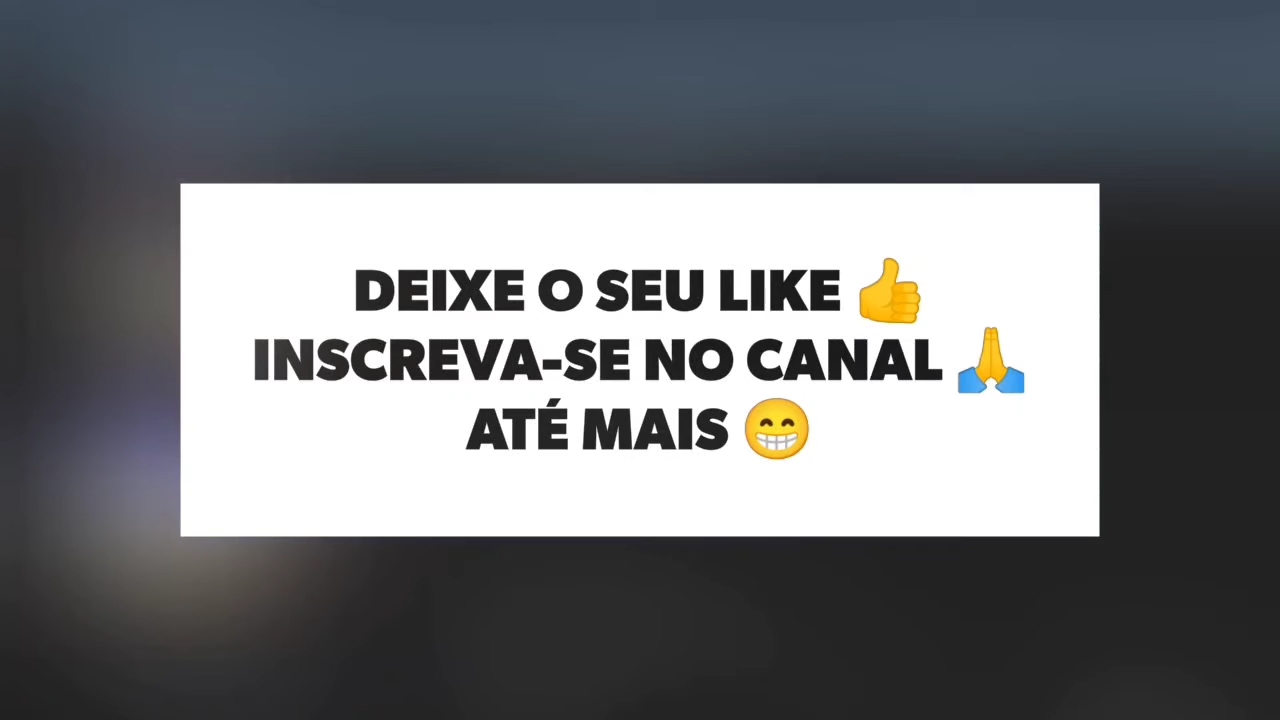 DEIXE O SEU LIKE 👍
INSCREVA-SE NO CANAL 🙏
ATÉ MAIS 😁